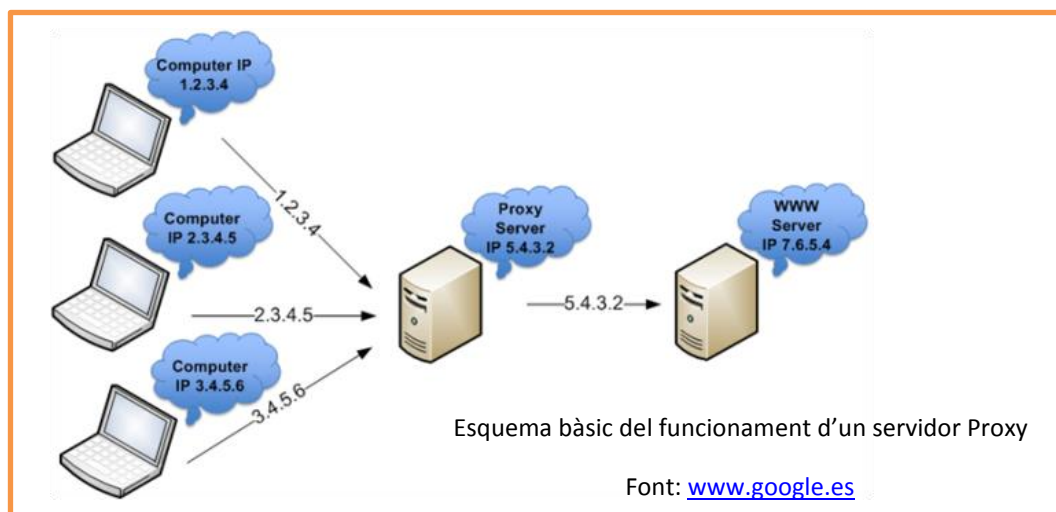 Computer IP
1.2.3.4
1.2.3.4
Computer
IP 2.3.4.5
2.3.4.5
Computer
IP 3.4.5.6
3.4.5.6
Proxy
Server
IP 5.4.3.2
5.4.3.2
WWW
Server
IP 7.6.5.4
Esquema bàsic del funcionament d’un servidor Proxy
Font: www.google.es